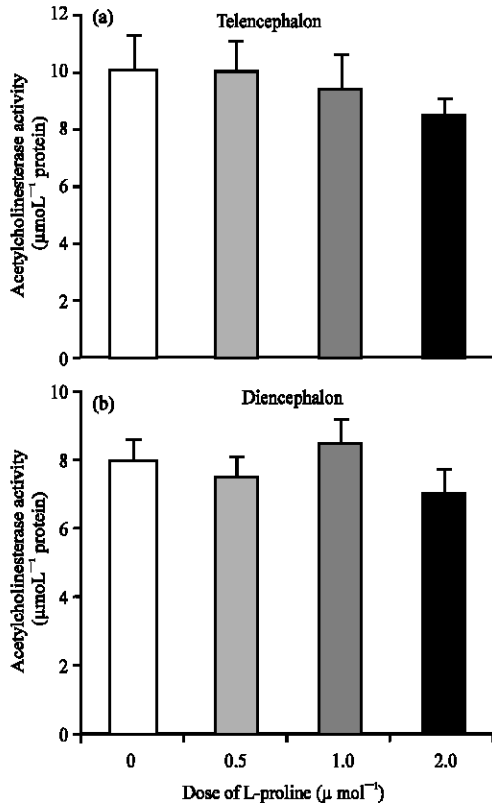 (a) Telencephalon
Acetylcholinesterase activity
(μmoL⁻¹ protein)
12
10
8
6
4
2
0
(b) Diencephalon
Acetylcholinesterase activity
(μmoL⁻¹ protein)
10
8
6
4
2
0
0 0.5 1.0 2.0
Dose of L-proline (μ mol⁻¹)